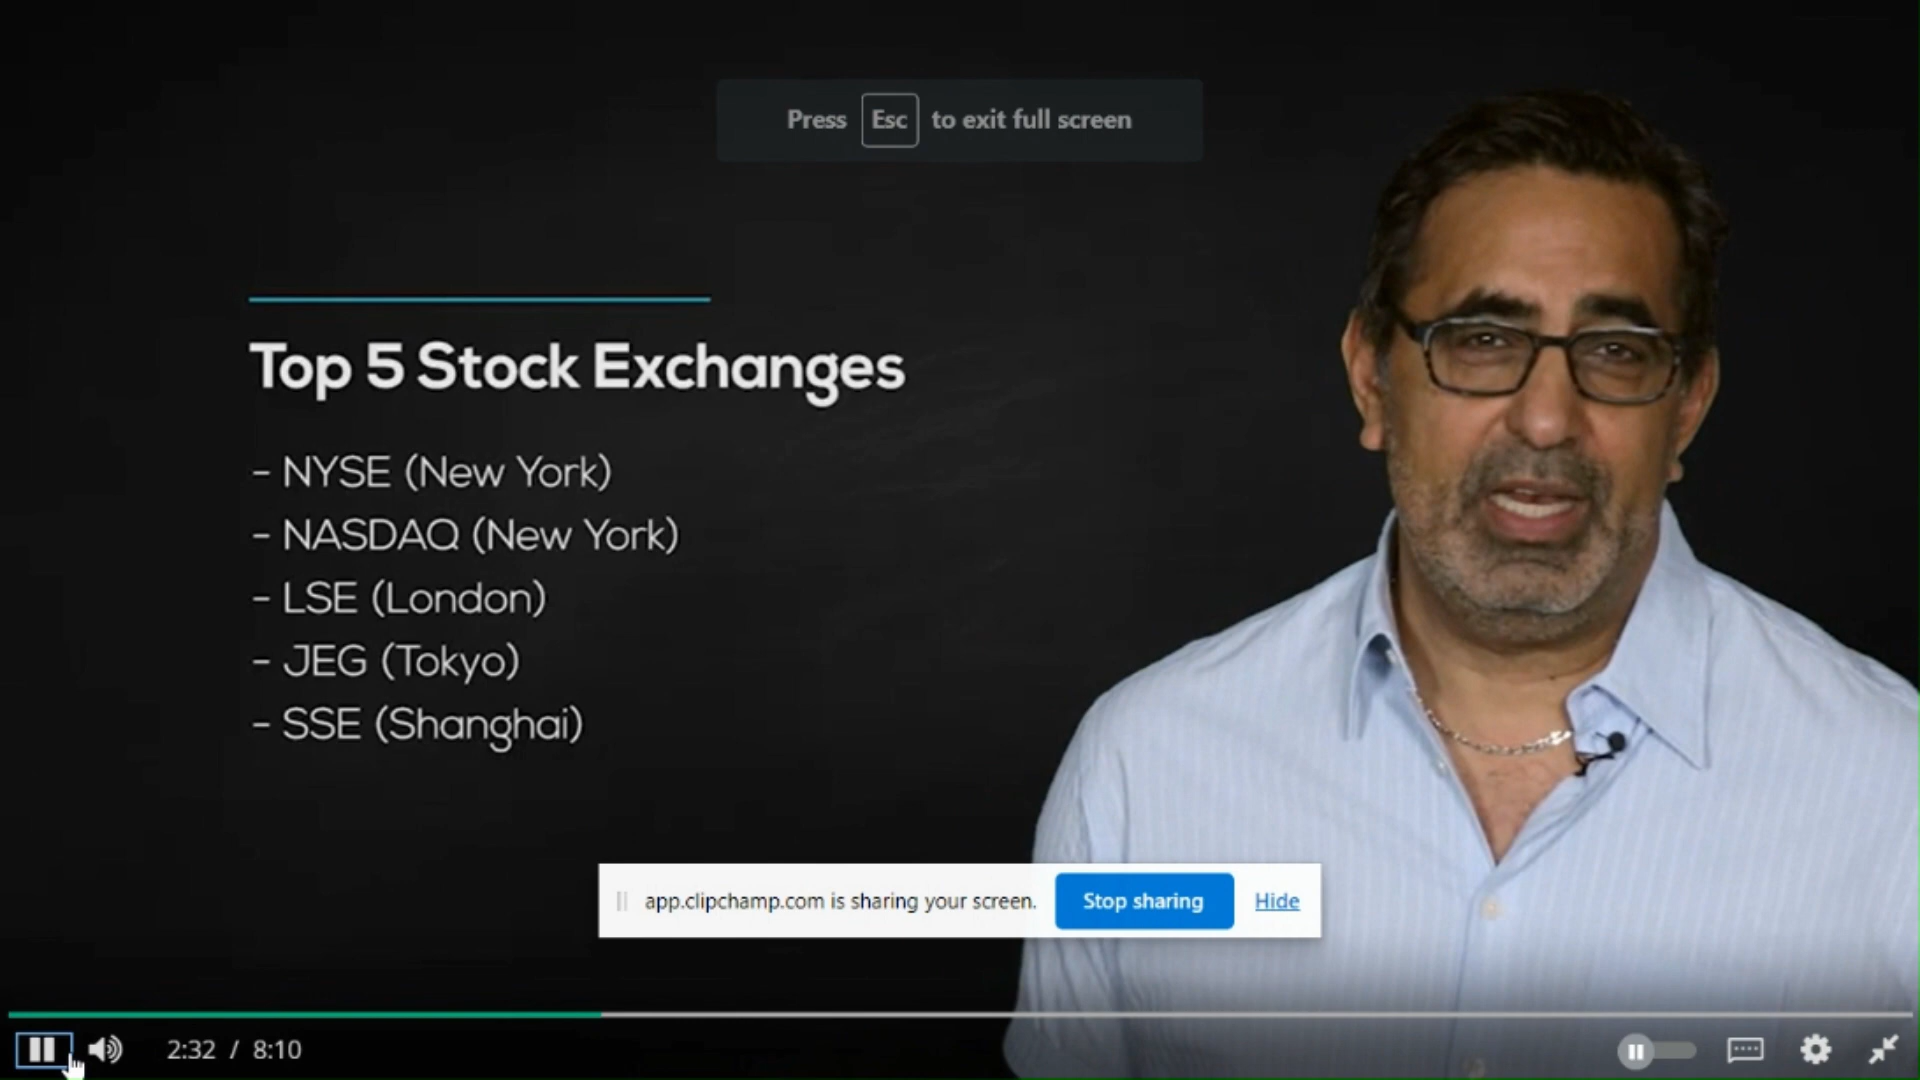 Press Esc to exit full screen
Top 5 Stock Exchanges
- NYSE (New York)
- NASDAQ (New York)
- LSE (London)
- JEG (Tokyo)
- SSE (Shanghai)
app.clipchamp.com is sharing your screen. Stop sharing Hide
2:32 / 8:10